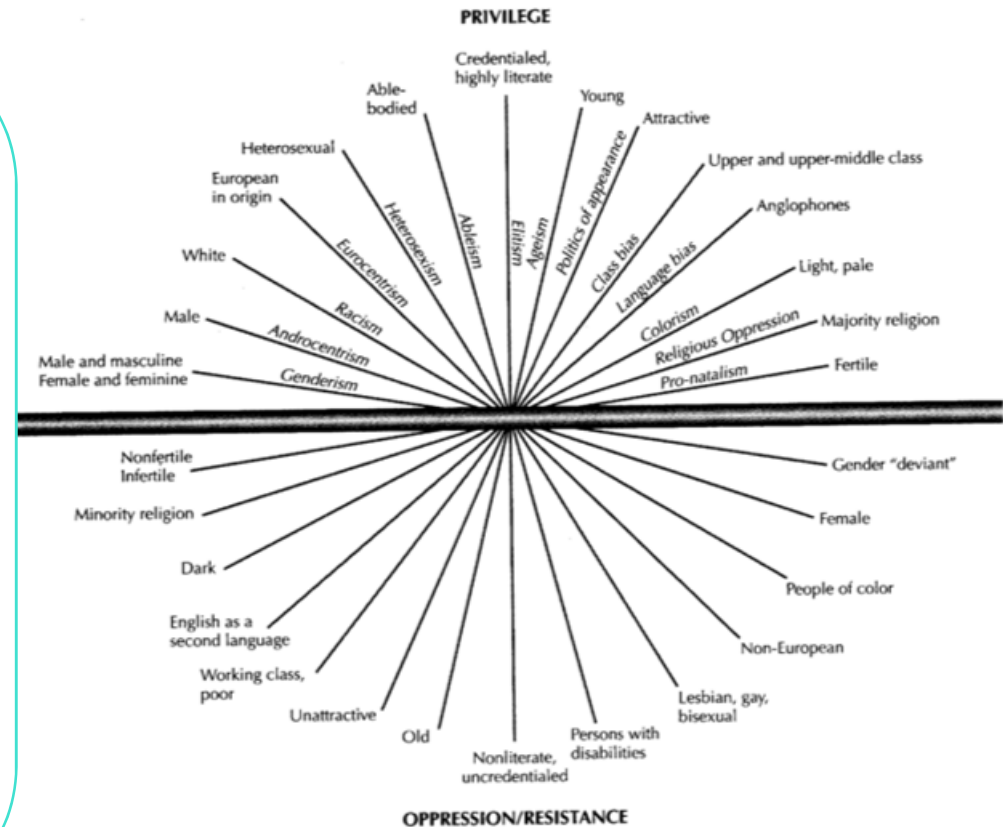 PRIVILEGE
Credentialed,
highly literate
Able-
bodied
Young
Attractive
Heterosexual
Upper and upper-middle class
European
in origin
Anglophones
White
Light, pale
Male
Majority religion
Male and masculine
Female and feminine
Fertile
Genderism
Androcentrism
Racism
Eurocentrism
Heterosexism
Ableism
Elitism
Ageism
Politics of appearance
Class bias
Language bias
Colorism
Religious Oppression
Pro-natalism
Nonfertile
Infertile
Gender "deviant"
Minority religion
Female
Dark
People of color
English as a
second language
Non-European
Working class,
poor
Lesbian, gay,
bisexual
Unattractive
Old
Persons with
disabilities
Nonliterate,
uncredentialed
OPPRESSION/RESISTANCE